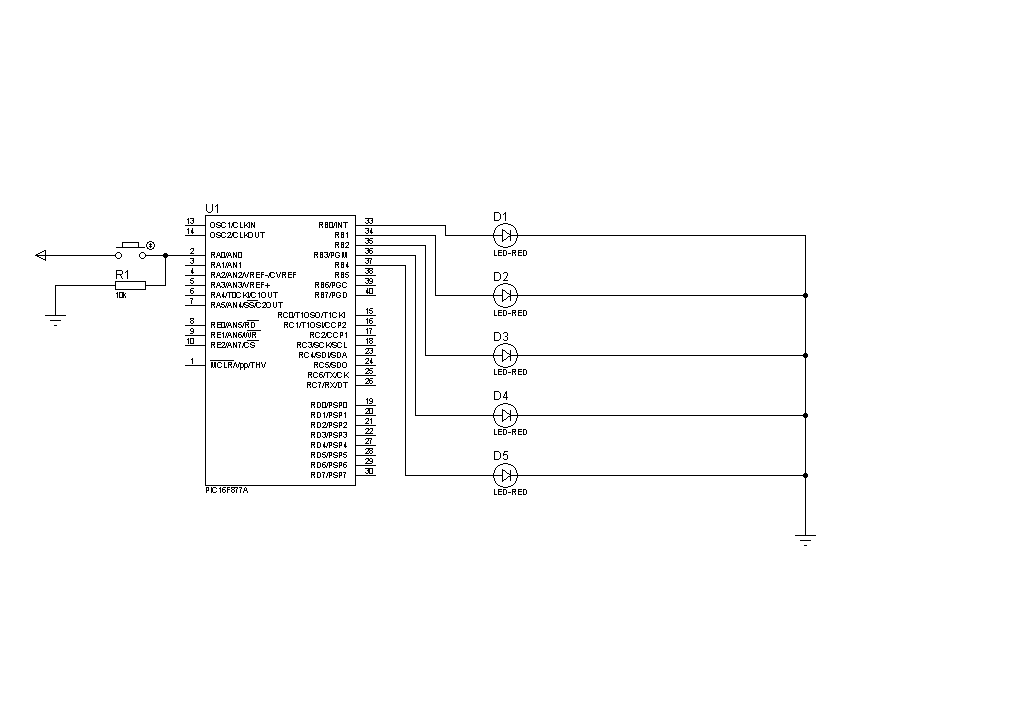 U1
13 OSC1/CLKIN RB0/INT 33
14 OSC2/CLKOUT RB1 34
RB2 35
2 RA0/AN0 RB3/PGM 36
3 RA1/AN1 RB4 37
4 RA2/AN2/VREF-/CVREF RB5 38
5 RA3/AN3/VREF+ RB6/PGC 39
6 RA4/T0CKI/C1OUT RB7/PGD 40
7 RA5/AN4/SS/C2OUT
RC0/T1OSO/T1CKI 15
8 RE0/AN5/RD RC1/T1OSI/CCP2 16
9 RE1/AN6/WR RC2/CCP1 17
10 RE2/AN7/CS RC3/SCK/SCL 18
RC4/SDI/SDA 23
1 MCLR/Vpp/THV RC5/SDO 24
RC6/TX/CK 25
RC7/RX/DT 26
RD0/PSP0 19
RD1/PSP1 20
RD2/PSP2 21
RD3/PSP3 22
RD4/PSP4 27
RD5/PSP5 28
RD6/PSP6 29
RD7/PSP7 30
PIC16F877A
R1
10k
D1
LED-RED
D2
LED-RED
D3
LED-RED
D4
LED-RED
D5
LED-RED